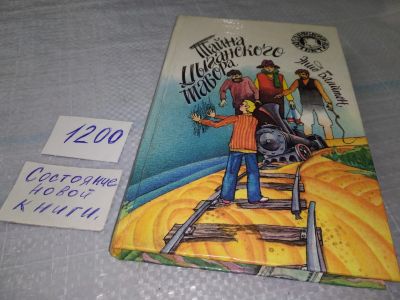 Тайна
Цыганского
табора
Энид Блайтон
1200
Состояние
новой
книги.